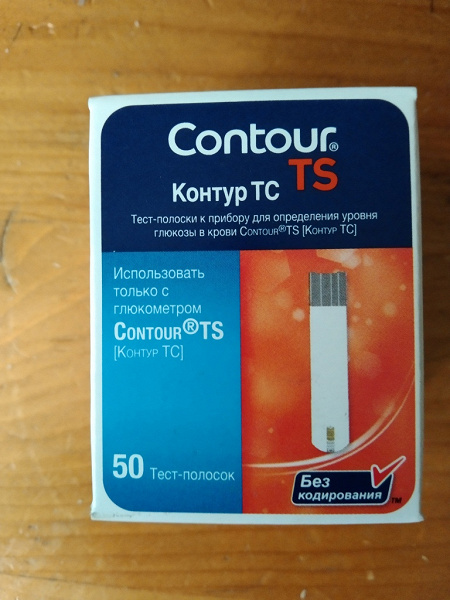 Contour®
TS
Контур ТС
Тест-полоски к прибору для определения уровня
глюкозы в крови CONTOUR®TS [КОНТУР ТС]
Использовать
только с
глюкометром
CONTOUR®TS
[КОНТУР ТС]
50 Тест-полосок
Без
кодирования
TM